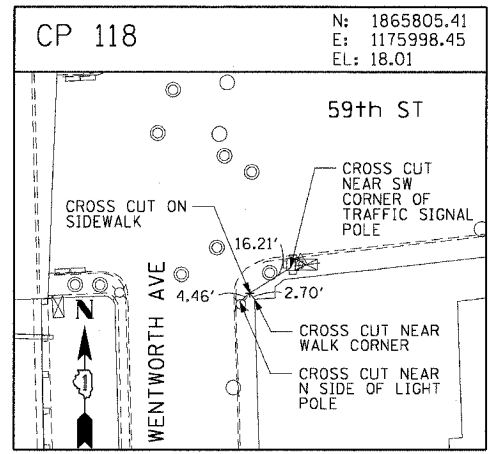 CP 118
N: 1865805.41
E: 1175998.45
EL: 18.01
59th ST
CROSS CUT
NEAR SW
CORNER OF
TRAFFIC SIGNAL
POLE
CROSS CUT ON
SIDEWALK
16.21'
4.46'
2.70'
WENTWORTH AVE
N
CROSS CUT NEAR
WALK CORNER
CROSS CUT NEAR
N SIDE OF LIGHT
POLE